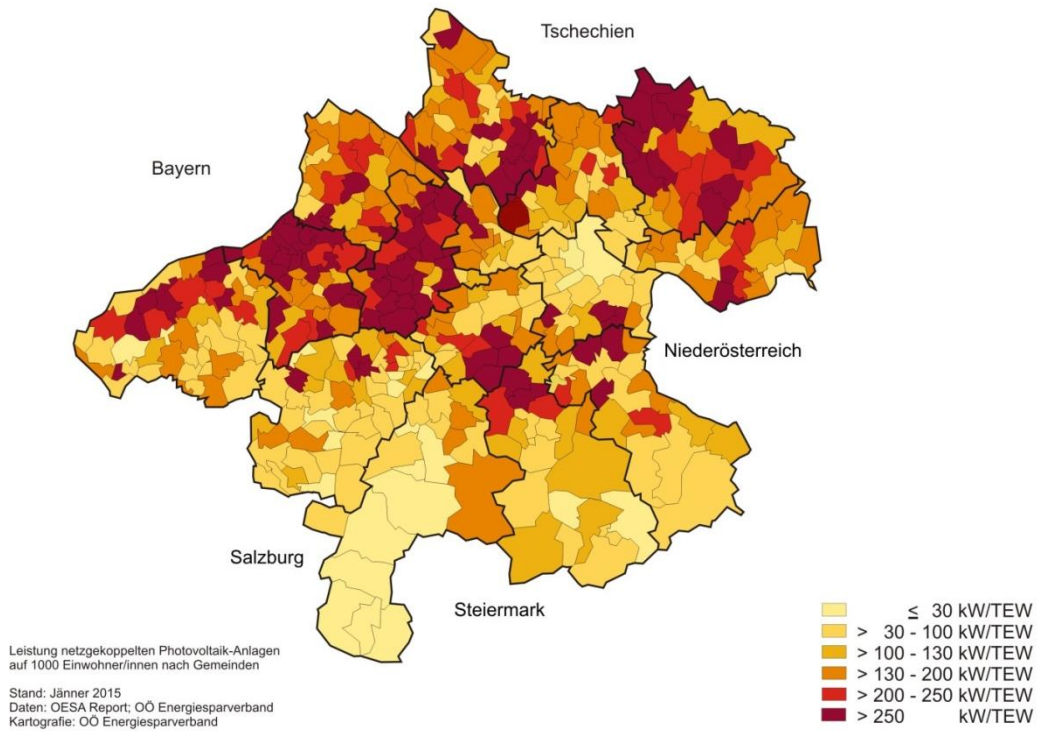 Tschechien
Bayern
Niederösterreich
Salzburg
Steiermark
≤ 30 kW/TEW
> 30 - 100 kW/TEW
> 100 - 130 kW/TEW
> 130 - 200 kW/TEW
> 200 - 250 kW/TEW
> 250 kW/TEW
Leistung netzgekoppelten Photovoltaik-Anlagen
auf 1000 Einwohner/innen nach Gemeinden
Stand: Jänner 2015
Daten: OESA Report; OÖ Energiesparverband
Kartografie: OÖ Energiesparverband